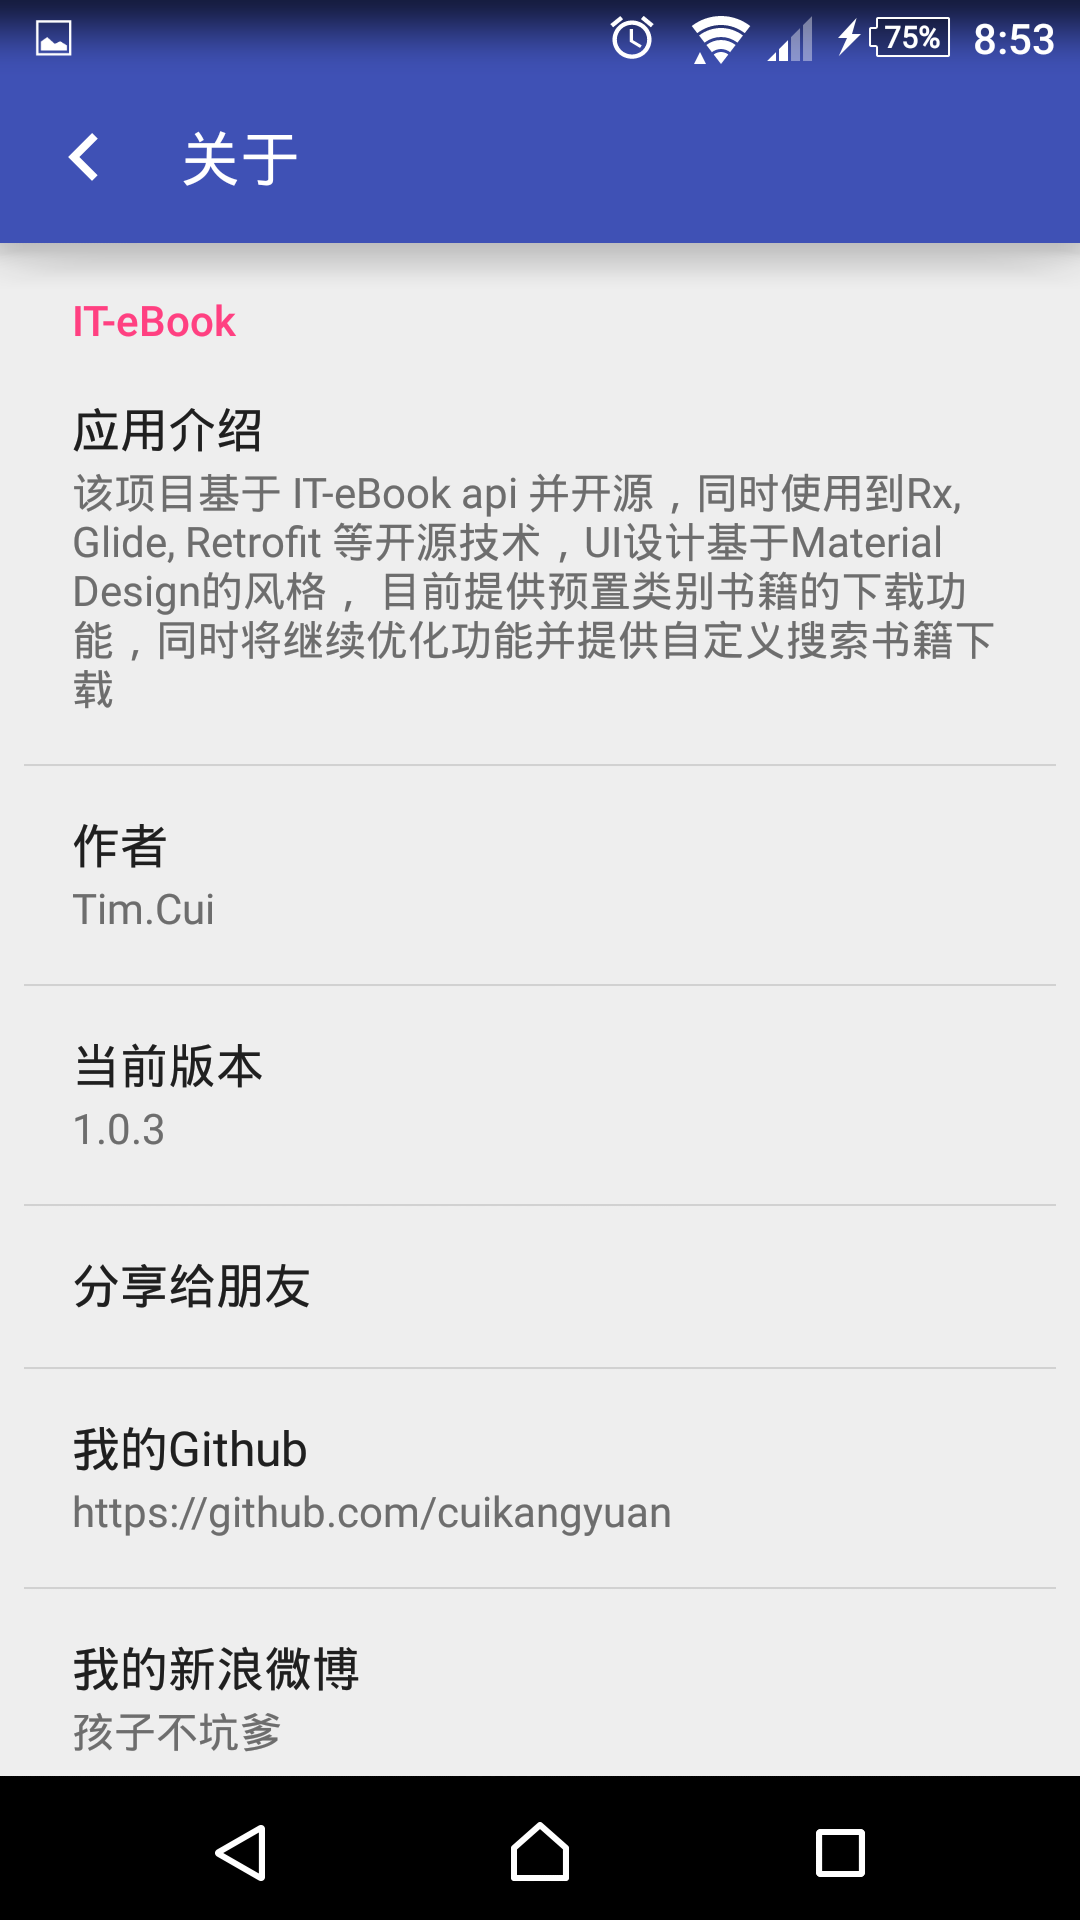 75% 8:53
关于
IT-eBook
应用介绍
该项目基于 IT-eBook api 并开源，同时使用到Rx,
Glide, Retrofit 等开源技术，UI设计基于Material
Design的风格， 目前提供预置类别书籍的下载功
能，同时将继续优化功能并提供自定义搜索书籍下
载
作者
Tim.Cui
当前版本
1.0.3
分享给朋友
我的Github
https://github.com/cuikangyuan
我的新浪微博
孩子不坑爹